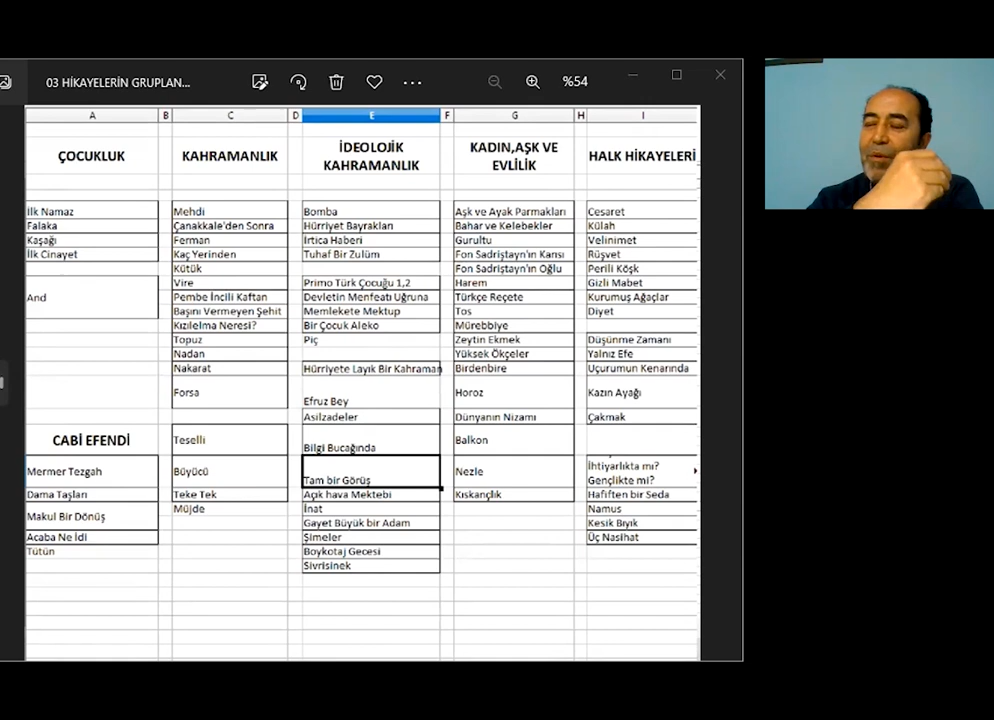 03 HİKAYELERİN GRUPLAN...
%54
A B C D E F G H I
ÇOCUKLUK
İlk Namaz
Falaka
Kaşağı
İlk Cinayet
And
CABİ EFENDİ
Mermer Tezgah
Dama Taşları
Makul Bir Dönüş
Acaba Ne İdi
Tütün
KAHRAMANLIK
Mehdi
Çanakkale'den Sonra
Ferman
Kaç Yerinden
Kütük
Vire
Pembe İncili Kaftan
Başını Vermeyen Şehit
Kızılelma Neresi?
Topuz
Nadan
Nakarat
Forsa
Teselli
Büyücü
Teke Tek
Müjde
İDEOLOJİK
KAHRAMANLIK
Bomba
Hürriyet Bayrakları
İrtica Haberi
Tuhaf Bir Zulüm
Primo Türk Çocuğu 1,2
Devletin Menfeatı Uğruna
Memlekete Mektup
Bir Çocuk Aleko
Piç
Hürriyete Layık Bir Kahraman
Efruz Bey
Asilzadeler
Bilgi Bucağında
Tam bir Görüş
Açık hava Mektebi
İnat
Gayet Büyük bir Adam
Şimeler
Boykotaj Gecesi
Sivrisinek
KADIN,AŞK VE
EVLİLİK
Aşk ve Ayak Parmakları
Bahar ve Kelebekler
Gurultu
Fon Sadriştayn'ın Karısı
Fon Sadriştayn'ın Oğlu
Harem
Türkçe Reçete
Tos
Mürebbiye
Zeytin Ekmek
Yüksek Ökçeler
Birdenbire
Horoz
Dünyanın Nizamı
Balkon
Nezle
Kıskançlık
HALK HİKAYELERİ
Cesaret
Külah
Velinimet
Rüşvet
Perili Köşk
Gizli Mabet
Kurumuş Ağaçlar
Diyet
Düşünme Zamanı
Yalnız Efe
Uçurumun Kenarında
Kazın Ayağı
Çakmak
İhtiyarlıkta mı?
Gençlikte mi?
Hafiften bir Seda
Namus
Kesik Bıyık
Üç Nasihat